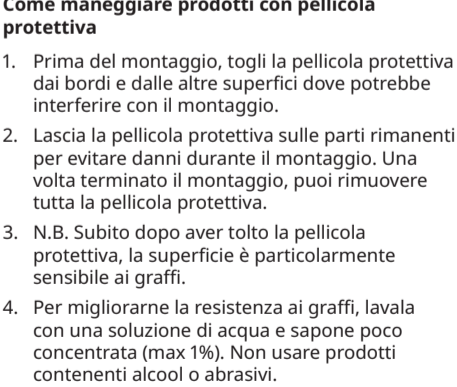 Come maneggiare prodotti con pellicola
protettiva
1. Prima del montaggio, togli la pellicola protettiva
dai bordi e dalle altre superfici dove potrebbe
interferire con il montaggio.
2. Lascia la pellicola protettiva sulle parti rimanenti
per evitare danni durante il montaggio. Una
volta terminato il montaggio, puoi rimuovere
tutta la pellicola protettiva.
3. N.B. Subito dopo aver tolto la pellicola
protettiva, la superficie è particolarmente
sensibile ai graffi.
4. Per migliorarne la resistenza ai graffi, lavala
con una soluzione di acqua e sapone poco
concentrata (max 1%). Non usare prodotti
contenenti alcool o abrasivi.